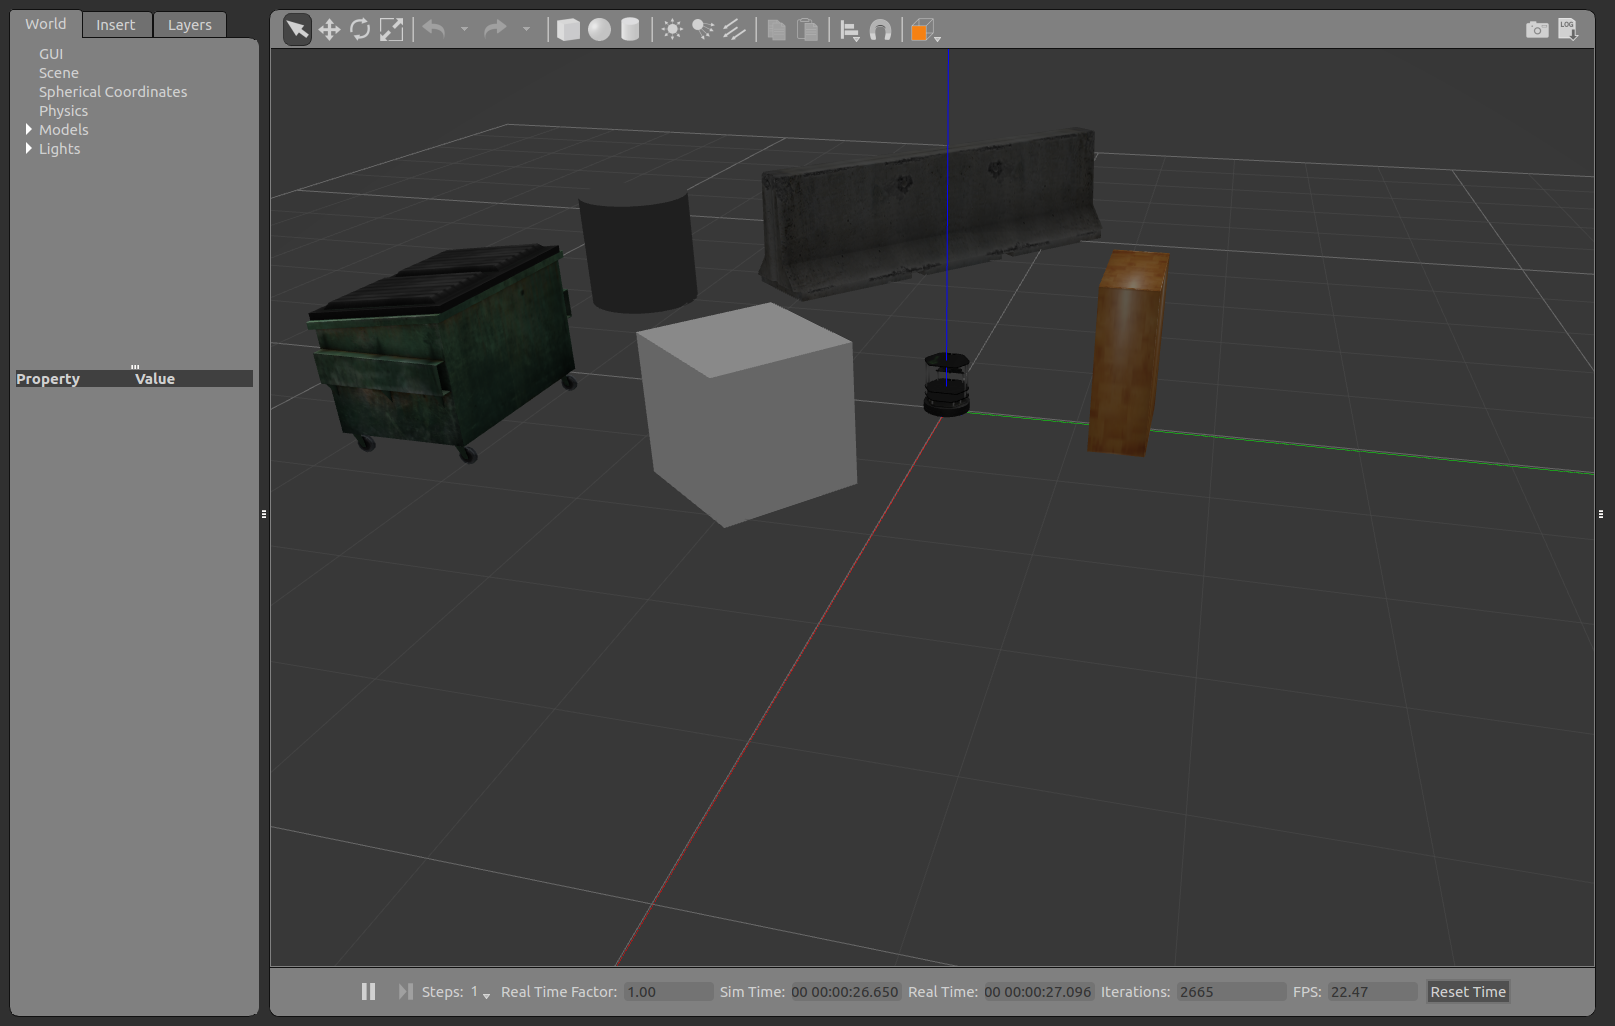 World
Insert
Layers
GUI
Scene
Spherical Coordinates
Physics
Models
Lights
Property Value
LOG
Steps: 1 Real Time Factor: 1.00 Sim Time: 00 00:00:26.650 Real Time: 00 00:00:27.096 Iterations: 2665 FPS: 22.47 Reset Time